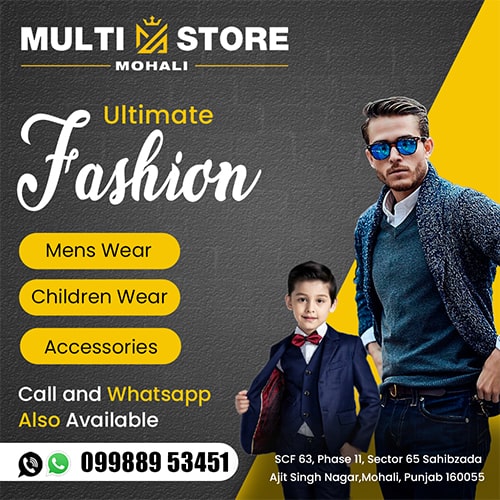 MULTI STORE
MOHALI
Ultimate
Fashion
Mens Wear
Children Wear
Accessories
Call and Whatsapp
Also Available
099889 53451
SCF 63, Phase 11, Sector 65 Sahibzada
Ajit Singh Nagar,Mohali, Punjab 160055